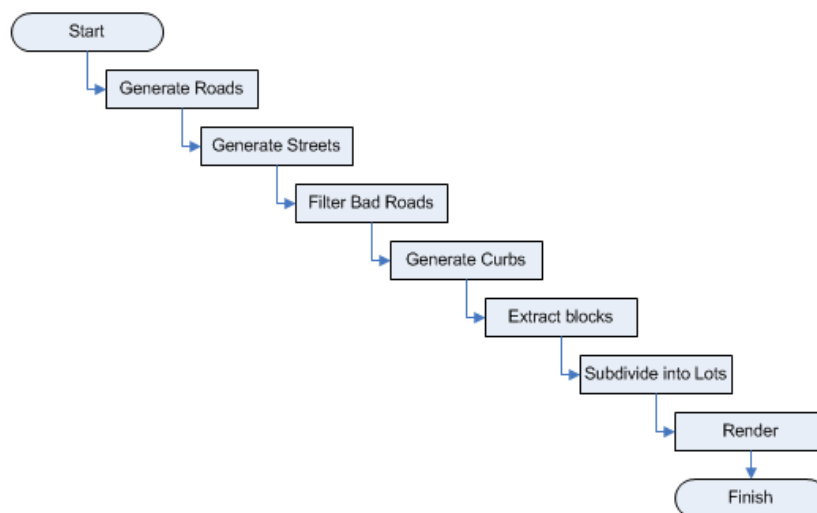 Start
Generate Roads
Generate Streets
Filter Bad Roads
Generate Curbs
Extract blocks
Subdivide into Lots
Render
Finish